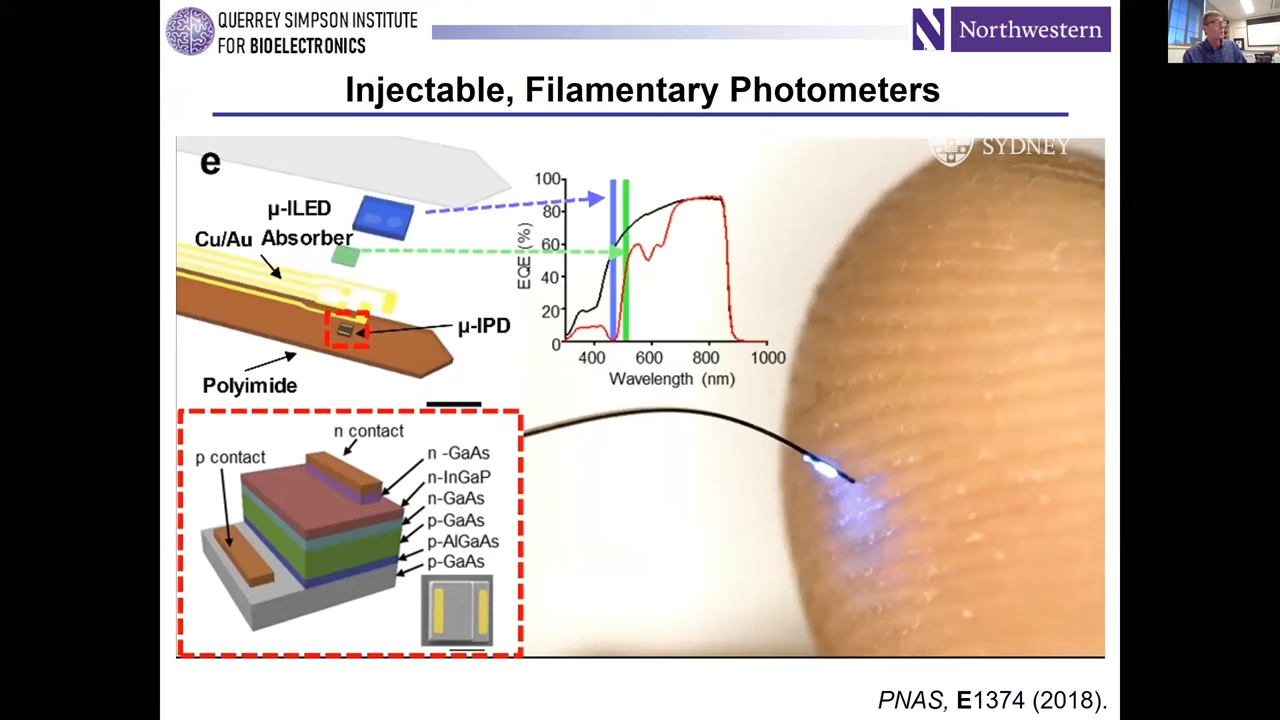 QUERREY SIMPSON INSTITUTE
FOR BIOELECTRONICS
Northwestern
Injectable, Filamentary Photometers
SYDNEY
e
μ-ILED
Cu/Au Absorber
μ-IPD
Polyimide
100
80
60
40
20
0
EQE (%)
400 600 800 1000
Wavelength (nm)
n contact
p contact
n -GaAs
n-InGaP
n-GaAs
p-GaAs
p-AlGaAs
p-GaAs
PNAS, E1374 (2018).